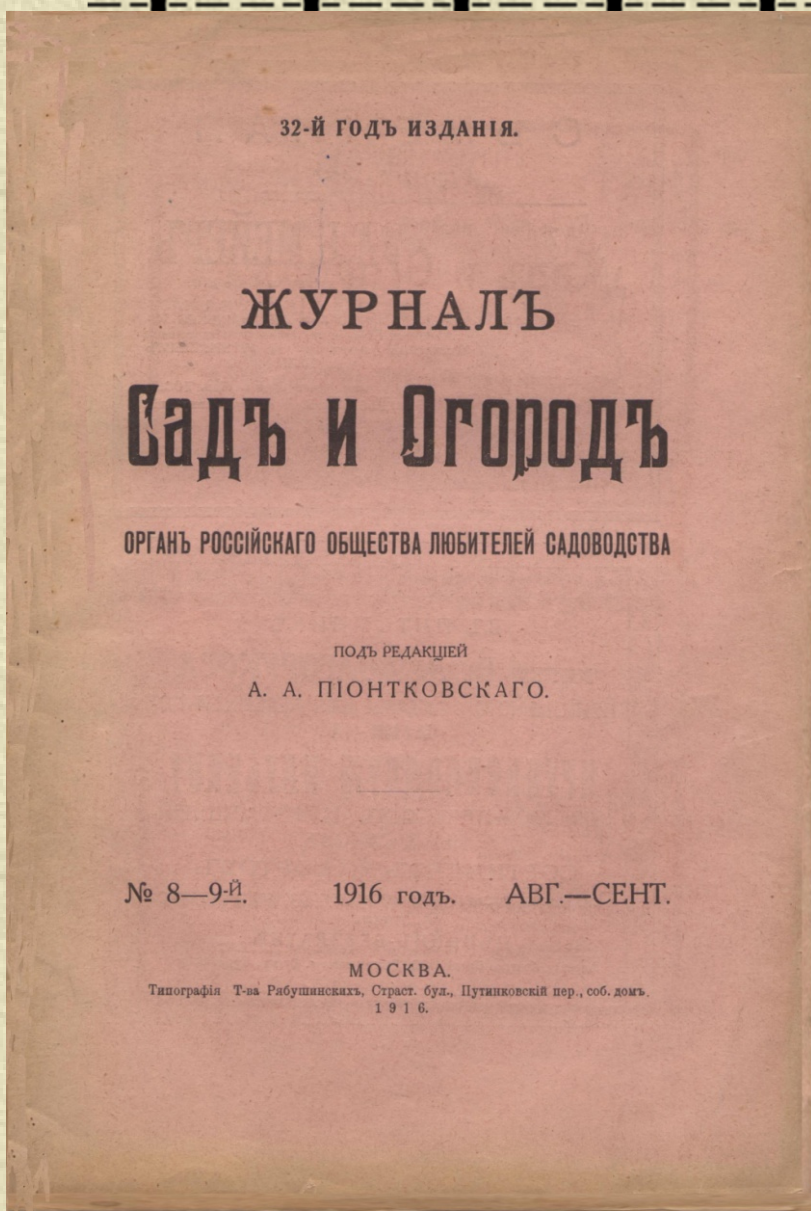 32-Й ГОДЪ ИЗДАНІЯ.
ЖУРНАЛЪ
Садъ и Огородъ
ОРГАНЪ РОССІЙСКАГО ОБЩЕСТВА ЛЮБИТЕЛЕЙ САДОВОДСТВА
ПОДЪ РЕДАКЦІЕЙ
А. А. ПІОНТКОВСКАГО.
№ 8—9-Й. 1916 годъ. АВГ.—СЕНТ.
МОСКВА.
Типографія Т-ва Рябушинскихъ, Страст. бул., Путинковскій пер., соб. домъ.
1916.